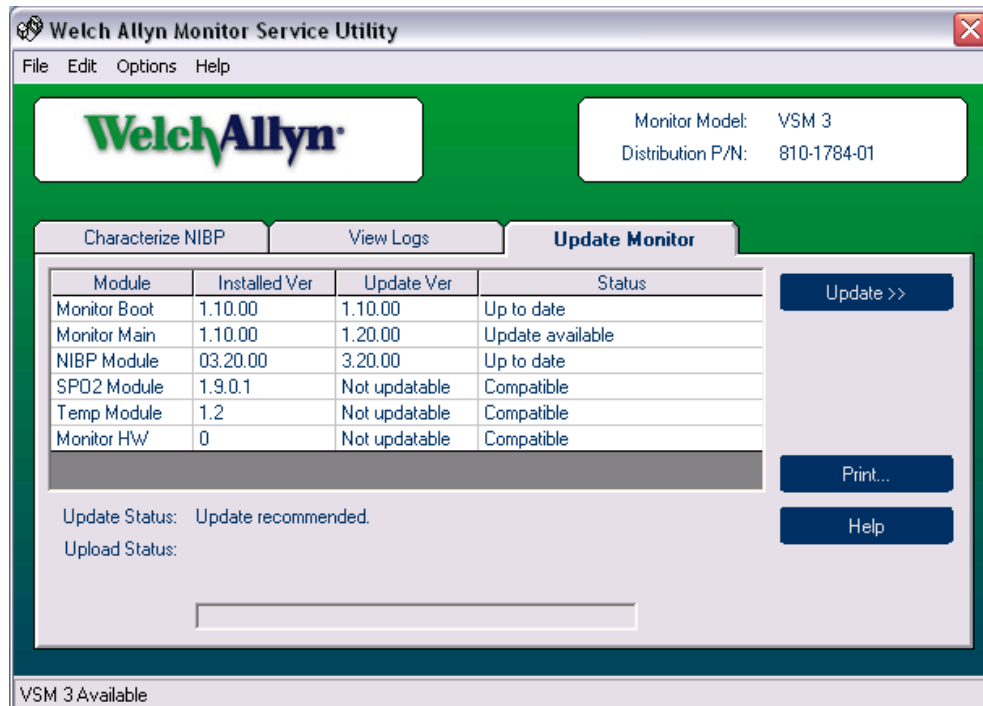 Welch Allyn Monitor Service Utility
File Edit Options Help
WelchAllyn
Monitor Model: VSM 3
Distribution P/N: 810-1784-01
Characterize NIBP View Logs Update Monitor
Module Installed Ver Update Ver Status
Monitor Boot 1.10.00 1.10.00 Up to date
Monitor Main 1.10.00 1.20.00 Update available
NIBP Module 03.20.00 3.20.00 Up to date
SPO2 Module 1.9.0.1 Not updatable Compatible
Temp Module 1.2 Not updatable Compatible
Monitor HW 0 Not updatable Compatible
Update >>
Print...
Update Status: Update recommended.
Help
Upload Status:
VSM 3 Available